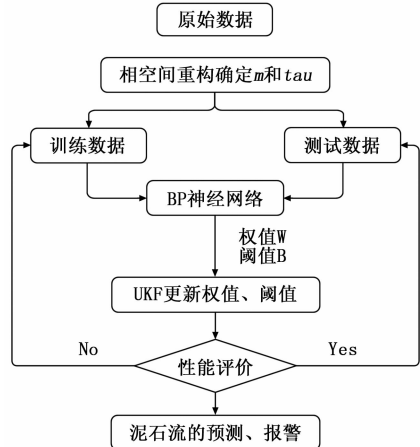 原始数据
相空间重构确定m和tau
训练数据
测试数据
BP神经网络
权值W
阈值B
UKF更新权值、阈值
No
Yes
性能评价
泥石流的预测、报警